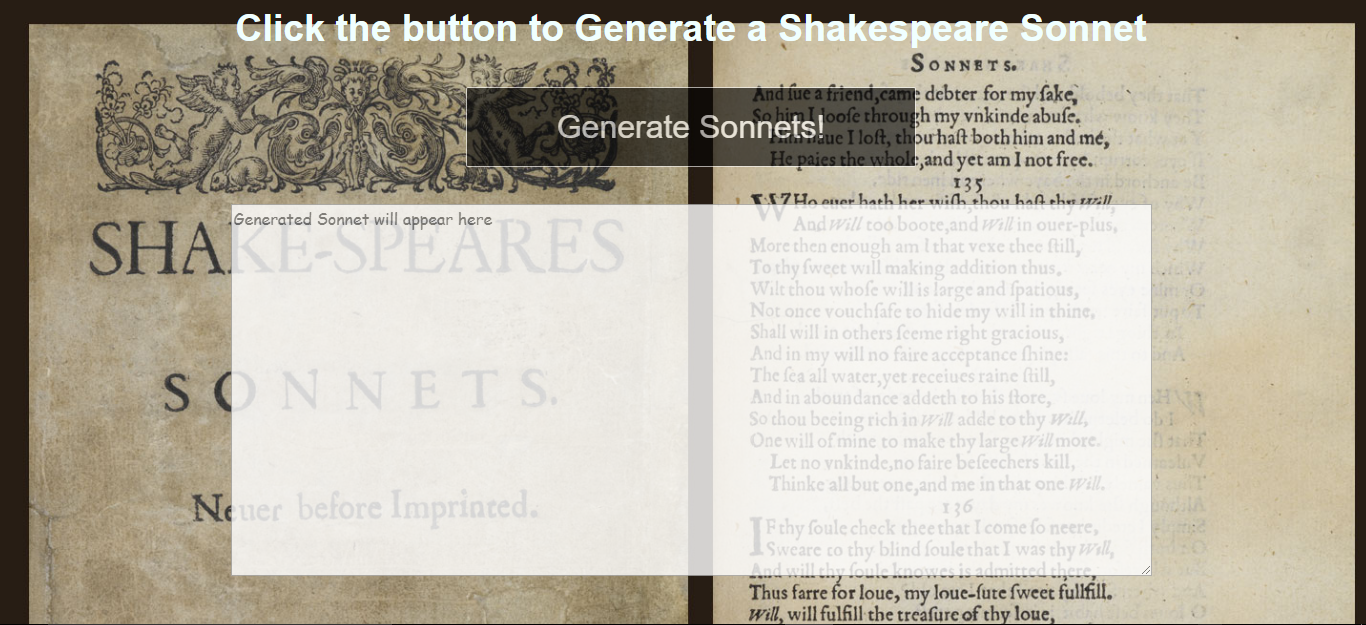 Click the button to Generate a Shakespeare Sonnet
SONNETS.
And ſue a friend,came debter for my ſake,
So him I looſe through my vnkinde abuſe.
Generate Sonnets!
Him haue I loſt, thou haſt both him and me,
He paies the whole,and yet am I not free.
135
WHo euer hath her wiſh,thou haſt thy Will,
Generated Sonnet will appear here
And Will too boote,and Will in ouer-plus,
SHAKE-SPEARES
More then enough am I that vexe thee ſtill,
To thy ſweet will making addition thus.
Wilt thou whoſe will is large and ſpatious,
Not once vouchſafe to hide my will in thine,
Shall will in others ſeeme right gracious,
And in my will no faire acceptance ſhine:
The ſea all water,yet receiues raine ſtill,
And in aboundance addeth to his ſtore,
SONNETS.
So thou beeing rich in Will adde to thy Will,
One will of mine to make thy large Will more.
Let no vnkinde,no faire beſeechers kill,
Thinke all but one,and me in that one Will.
Neuer before Imprinted.
136
IF thy ſoule check thee that I come ſo neere,
Sweare to thy blind ſoule that I was thy Will,
And will thy ſoule knowes is admitted there,
Thus farre for loue, my loue-ſute ſweet fullfill.
Will, will fulfill the treaſure of thy loue,